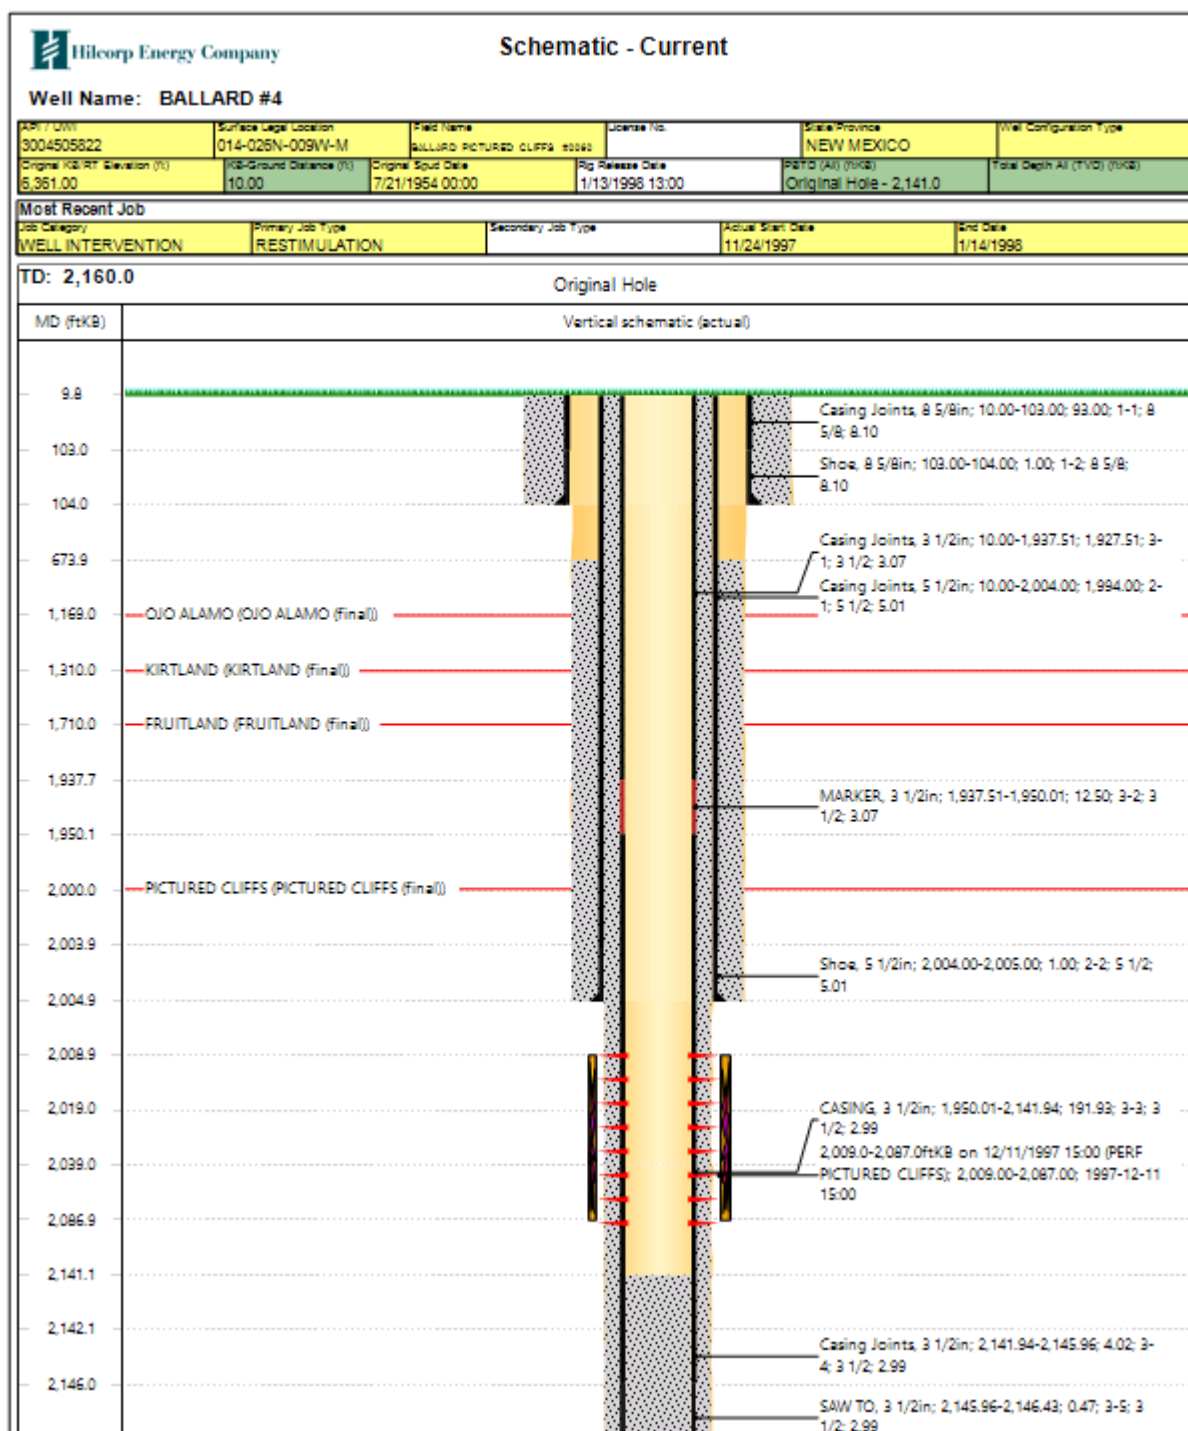 Hilcorp Energy Company
Schematic - Current
Well Name: BALLARD #4
API / UWI
Surface Legal Location
Field Name
License No.
State/Province
Well Configuration Type
3004505822
014-026N-009W-M
BALLARD PICTURED CLIFFS
NEW MEXICO
Original KB/RT Elevation (ft)
KB-Ground Distance (ft)
Original Spud Date
Rig Release Date
PBTD (All) (ftKB)
Total Depth All (TVD) (ftKB)
6,361.00
10.00
7/21/1954 00:00
1/13/1998 13:00
Original Hole - 2,141.0
Most Recent Job
Job Category
Primary Job Type
Secondary Job Type
Actual Start Date
End Date
WELL INTERVENTION
RESTIMULATION
11/24/1997
1/14/1998
TD: 2,160.0
Original Hole
MD (ftKB)
Vertical schematic (actual)
9.8
Casing Joints, 8 5/8in; 10.00-103.00; 93.00; 1-1; 8
5/8; 8.10
103.0
Shoe, 8 5/8in; 103.00-104.00; 1.00; 1-2; 8 5/8;
8.10
104.0
Casing Joints, 3 1/2in; 10.00-1,937.51; 1,927.51; 3-
1; 3 1/2; 3.07
673.9
Casing Joints, 5 1/2in; 10.00-2,004.00; 1,994.00; 2-
1; 5 1/2; 5.01
1,169.0
OJO ALAMO (OJO ALAMO (final))
1,310.0
KIRTLAND (KIRTLAND (final))
1,710.0
FRUITLAND (FRUITLAND (final))
1,937.7
MARKER, 3 1/2in; 1,937.51-1,950.01; 12.50; 3-2; 3
1/2; 3.07
1,950.1
2,000.0
PICTURED CLIFFS (PICTURED CLIFFS (final))
2,003.9
Shoe, 5 1/2in; 2,004.00-2,005.00; 1.00; 2-2; 5 1/2;
5.01
2,004.9
2,008.9
2,019.0
CASING, 3 1/2in; 1,950.01-2,141.94; 191.93; 3-3; 3
1/2; 2.99
2,009.0-2,087.0ftKB on 12/11/1997 15:00 (PERF
PICTURED CLIFFS); 2,009.00-2,087.00; 1997-12-11
15:00
2,039.0
2,086.9
2,141.1
2,142.1
Casing Joints, 3 1/2in; 2,141.94-2,145.96; 4.02; 3-
4; 3 1/2; 2.99
2,146.0
SAW TO, 3 1/2in; 2,145.96-2,146.43; 0.47; 3-5; 3
1/2; 2.99